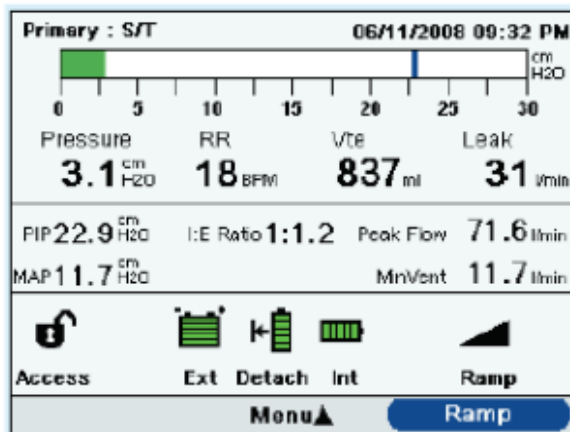 Primary : S/T 06/11/2008 09:32 PM
cm
H2O
0 5 10 15 20 25 30
Pressure RR Vte Leak
3.1 cm H2O 18 BPM 837 ml 31 l/min
PIP 22.9 cm H2O I:E Ratio 1:1.2 Peak Flow 71.6 l/min
MAP 11.7 cm H2O MinVent 11.7 l/min
Access Ext Detach Int Ramp
Menu Ramp